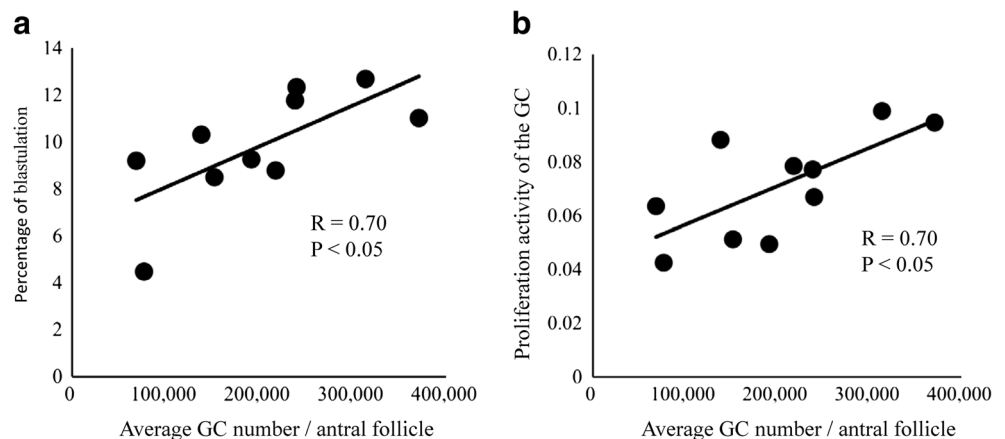 a
Percentage of blastulation
14
12
10
8
6
4
2
0
R = 0.70
P < 0.05
0 100,000 200,000 300,000 400,000
Average GC number / antral follicle
b
Proliferation activity of the GC
0.12
0.1
0.08
0.06
0.04
0.02
0
R = 0.70
P < 0.05
0 100,000 200,000 300,000 400,000
Average GC number / antral follicle